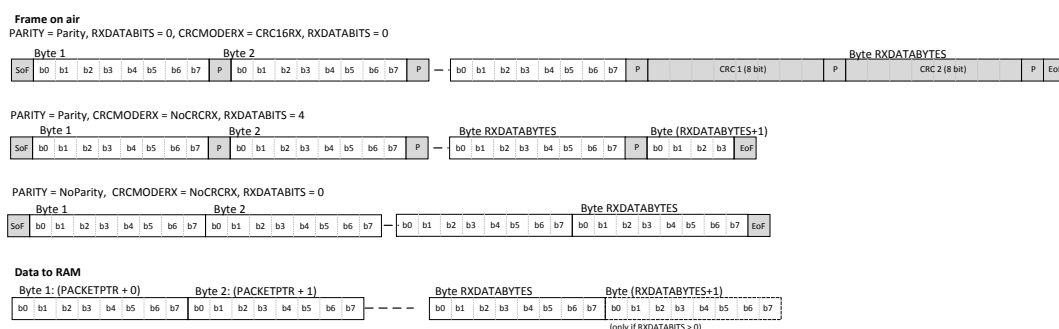 Frame on air
PARITY = Parity, RXDATABITS = 0, CRCMODERX = CRC16RX, RXDATABITS = 0
Byte 1 Byte 2 Byte RXDATABYTES
SoF b0 b1 b2 b3 b4 b5 b6 b7 P b0 b1 b2 b3 b4 b5 b6 b7 P b0 b1 b2 b3 b4 b5 b6 b7 P CRC 1 (8 bit) P CRC 2 (8 bit) P EoF
PARITY = Parity, CRCMODERX = NoCRCRX, RXDATABITS = 4
Byte 1 Byte 2 Byte RXDATABYTES Byte (RXDATABYTES+1)
SoF b0 b1 b2 b3 b4 b5 b6 b7 P b0 b1 b2 b3 b4 b5 b6 b7 P b0 b1 b2 b3 b4 b5 b6 b7 P b0 b1 b2 b3 EoF
PARITY = NoParity, CRCMODERX = NoCRCRX, RXDATABITS = 0
Byte 1 Byte 2 Byte RXDATABYTES
SoF b0 b1 b2 b3 b4 b5 b6 b7 b0 b1 b2 b3 b4 b5 b6 b7 b0 b1 b2 b3 b4 b5 b6 b7 b0 b1 b2 b3 b4 b5 b6 b7 EoF
Data to RAM
Byte 1: (PACKETPTR + 0) Byte 2: (PACKETPTR + 1) Byte RXDATABYTES Byte (RXDATABYTES+1)
b0 b1 b2 b3 b4 b5 b6 b7 b0 b1 b2 b3 b4 b5 b6 b7 b0 b1 b2 b3 b4 b5 b6 b7 b0 b1 b2 b3 b4 b5 b6 b7
(only if RXDATABITS > 0)